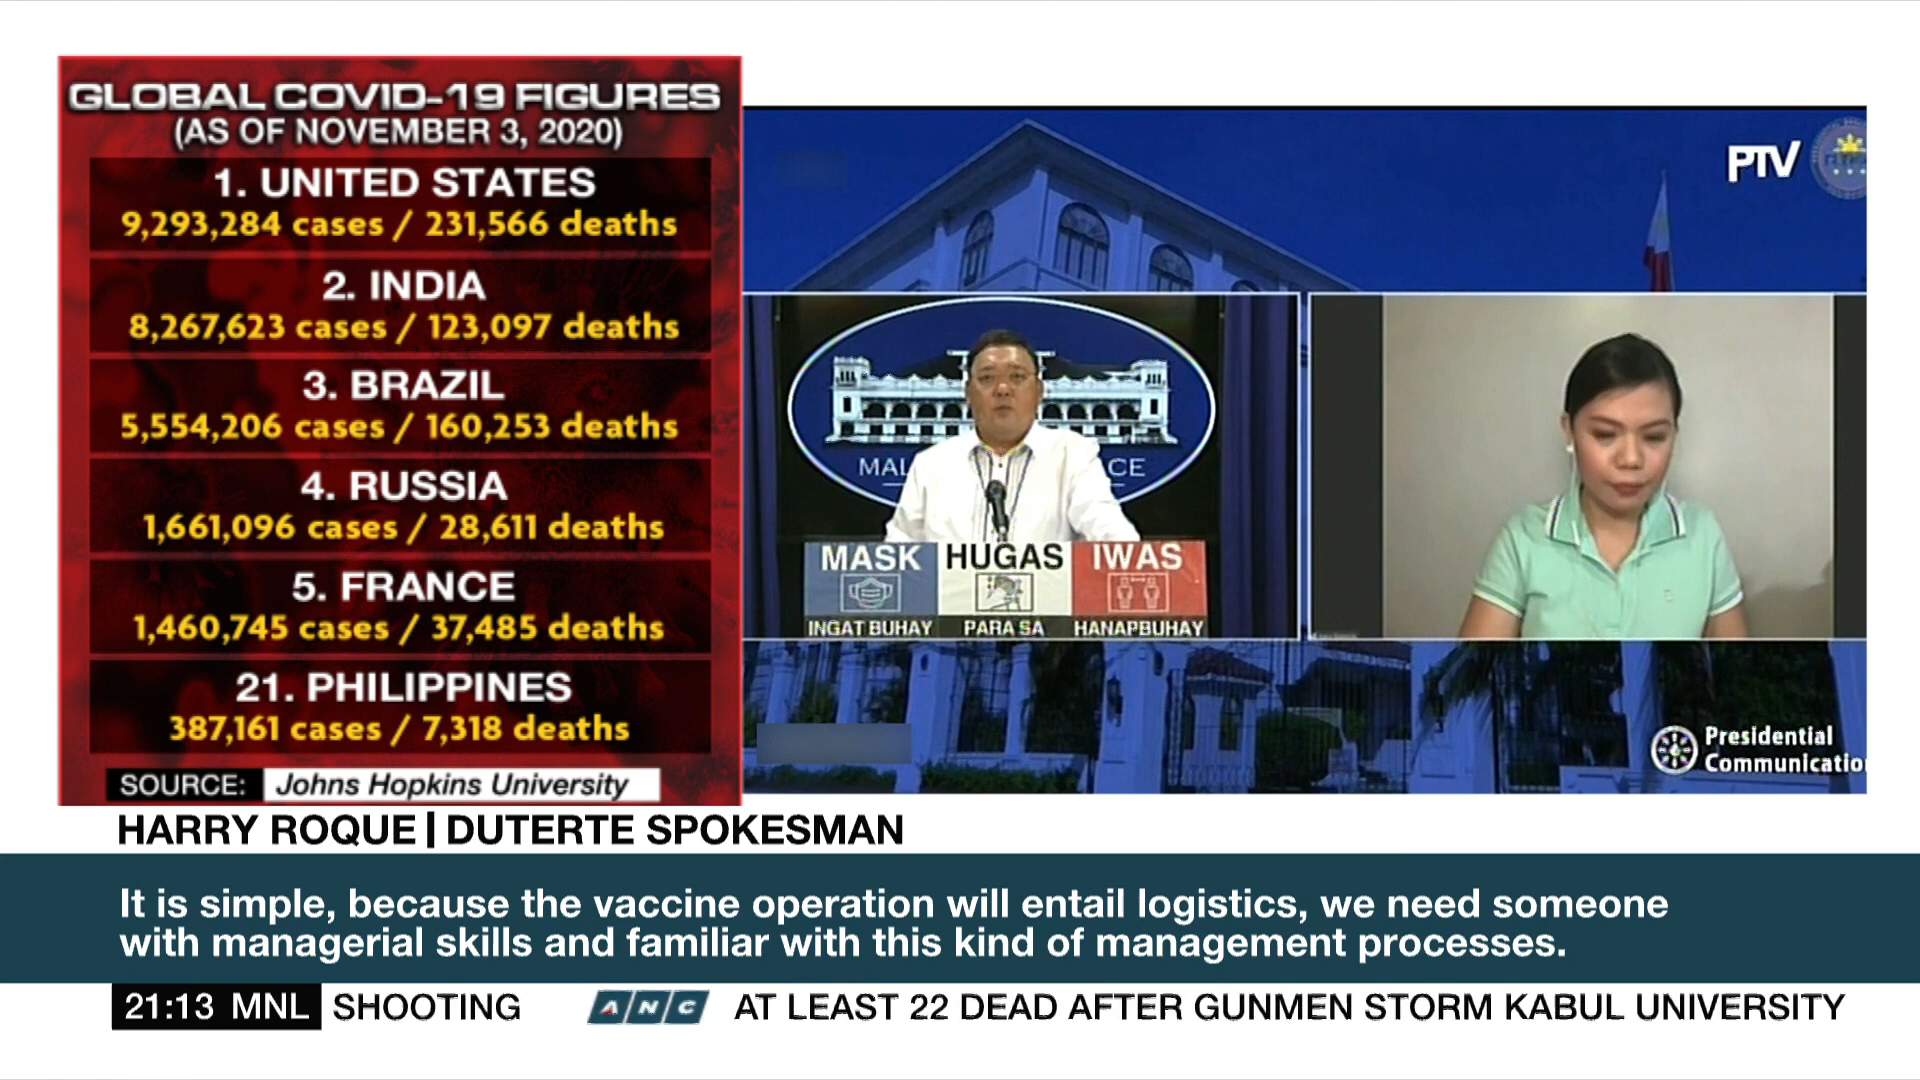 GLOBAL COVID-19 FIGURES
(AS OF NOVEMBER 3, 2020)
1. UNITED STATES
9,293,284 cases / 231,566 deaths
2. INDIA
8,267,623 cases / 123,097 deaths
3. BRAZIL
5,554,206 cases / 160,253 deaths
4. RUSSIA
1,661,096 cases / 28,611 deaths
5. FRANCE
1,460,745 cases / 37,485 deaths
21. PHILIPPINES
387,161 cases / 7,318 deaths
SOURCE: Johns Hopkins University
PTV
MAL CE
MASK HUGAS IWAS
INGAT BUHAY PARA SA HANAPBUHAY
Presidential
Communicatio
HARRY ROQUE | DUTERTE SPOKESMAN
It is simple, because the vaccine operation will entail logistics, we need someone
with managerial skills and familiar with this kind of management processes.
21:13 MNL SHOOTING ANC AT LEAST 22 DEAD AFTER GUNMEN STORM KABUL UNIVERSITY